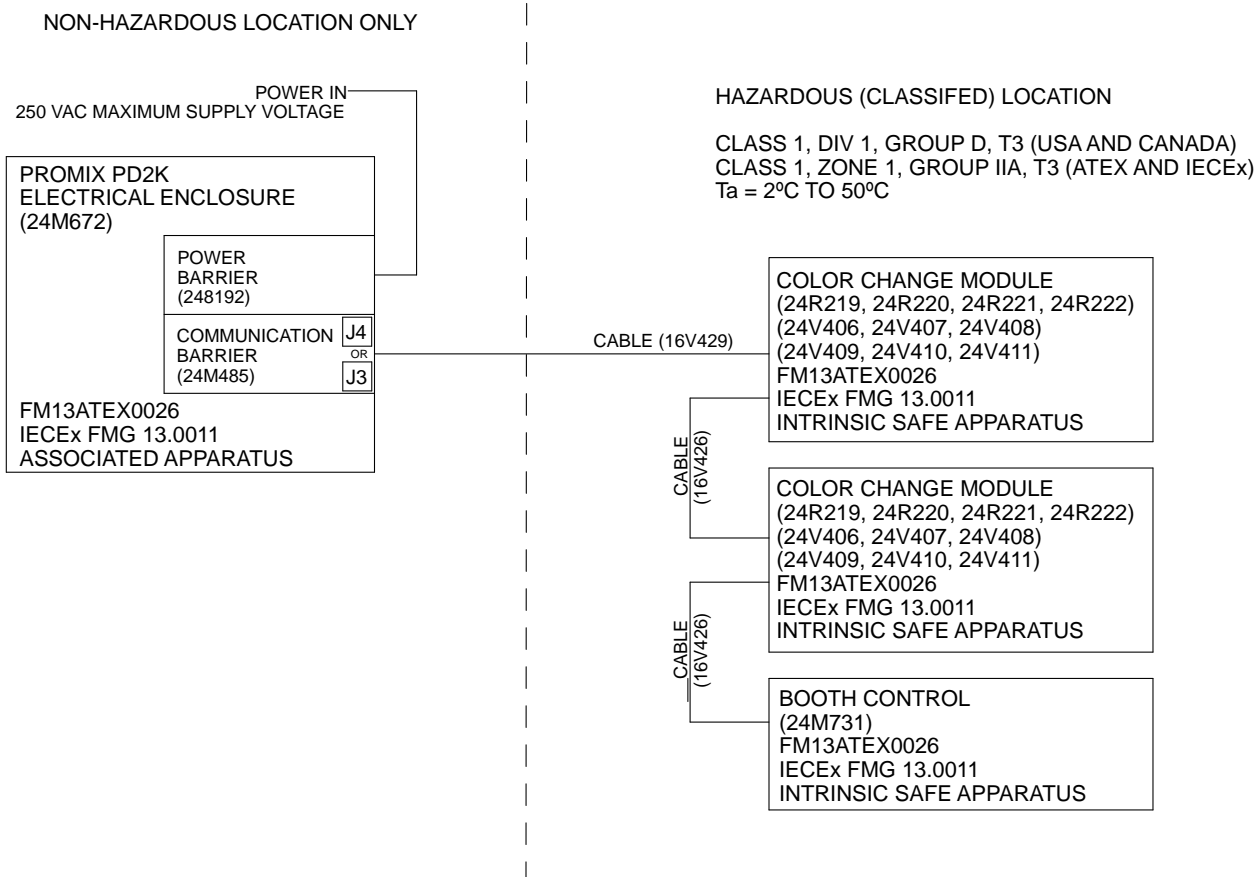 NON-HAZARDOUS LOCATION ONLY
POWER IN
250 VAC MAXIMUM SUPPLY VOLTAGE
PROMIX PD2K
ELECTRICAL ENCLOSURE
(24M672)
POWER
BARRIER
(248192)
COMMUNICATION
BARRIER
(24M485)
J4
OR
J3
FM13ATEX0026
IECEx FMG 13.0011
ASSOCIATED APPARATUS
HAZARDOUS (CLASSIFED) LOCATION
CLASS 1, DIV 1, GROUP D, T3 (USA AND CANADA)
CLASS 1, ZONE 1, GROUP IIA, T3 (ATEX AND IECEx)
Ta = 2ºC TO 50ºC
CABLE (16V429)
COLOR CHANGE MODULE
(24R219, 24R220, 24R221, 24R222)
(24V406, 24V407, 24V408)
(24V409, 24V410, 24V411)
FM13ATEX0026
IECEx FMG 13.0011
INTRINSIC SAFE APPARATUS
CABLE
(16V426)
COLOR CHANGE MODULE
(24R219, 24R220, 24R221, 24R222)
(24V406, 24V407, 24V408)
(24V409, 24V410, 24V411)
FM13ATEX0026
IECEx FMG 13.0011
INTRINSIC SAFE APPARATUS
CABLE
(16V426)
BOOTH CONTROL
(24M731)
FM13ATEX0026
IECEx FMG 13.0011
INTRINSIC SAFE APPARATUS